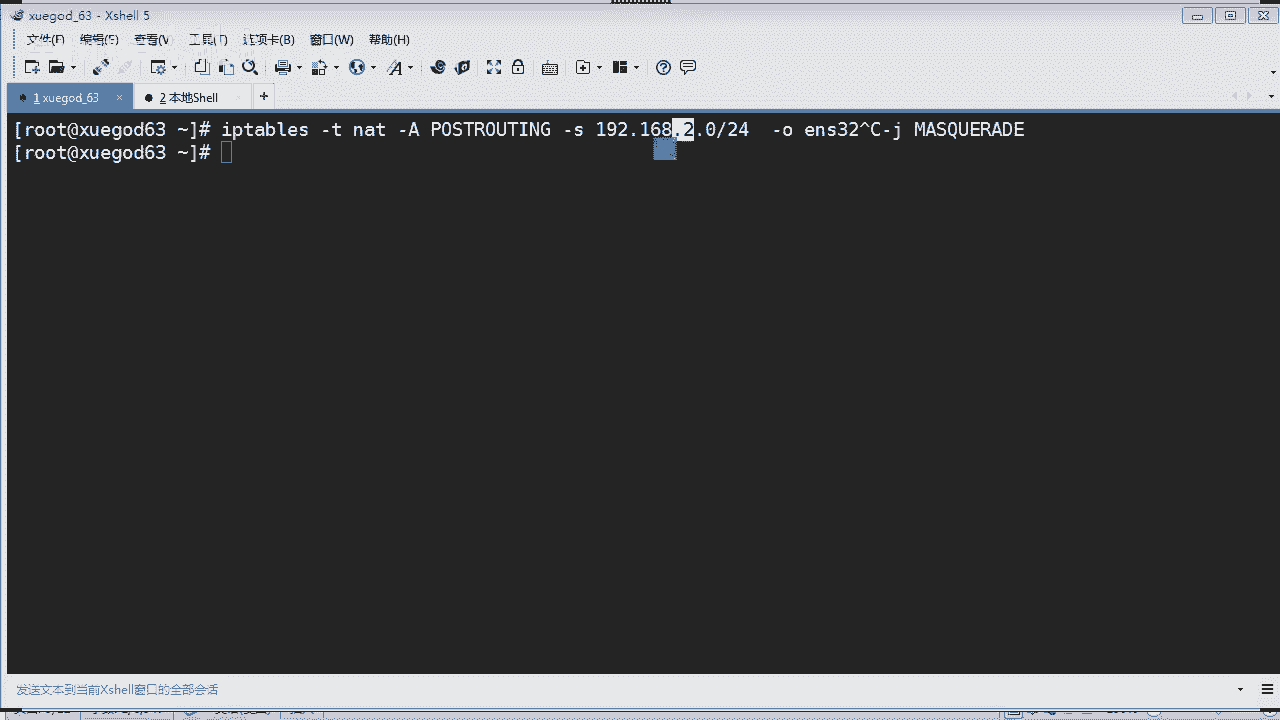 xuegod_63 - Xshell 5
文件(F) 编辑(E) 查看(V) 工具(T) 选项卡(B) 窗口(W) 帮助(H)
1 xuegod_63 × 2 本地Shell +
[root@xuegod63 ~]# iptables -t nat -A POSTROUTING -s 192.168.2.0/24  -o ens32^C-j MASQUERADE
[root@xuegod63 ~]#
发送文本到当前Xshell窗口的全部会话